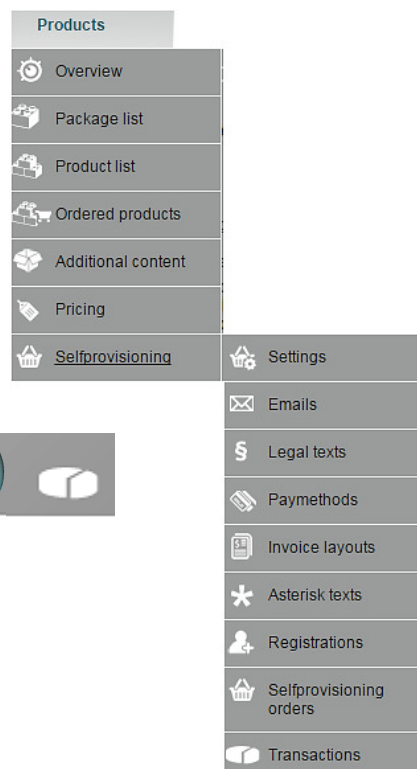 Products
Overview
Package list
Product list
Ordered products
Additional content
Pricing
Selfprovisioning
Settings
Emails
§ Legal texts
Paymethods
Invoice layouts
Asterisk texts
Registrations
Selfprovisioning
orders
Transactions